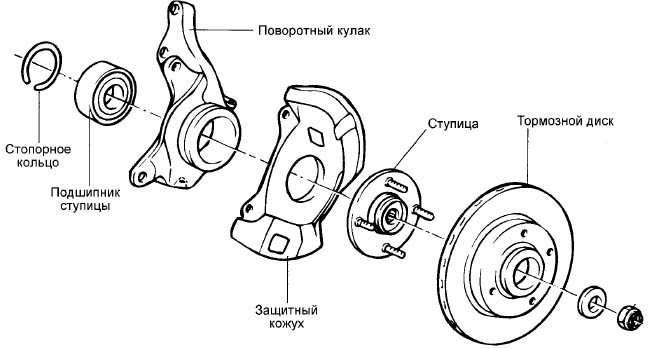 Поворотный кулак
Ступица
Тормозной диск
Стопорное
кольцо
Подшипник
ступицы
Защитный
кожух